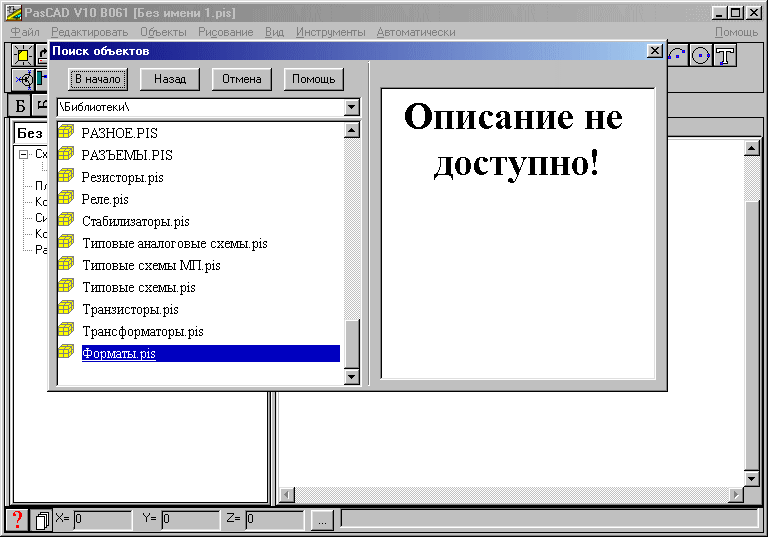 PasCAD V10 B061 [Без имени 1.pis]
Файл Редактировать Объекты Рисование Вид Инструменты Автоматически Помощь
Поиск объектов
В начало Назад Отмена Помощь
\Библиотеки\
РАЗНОЕ.PIS
РАЗЪЕМЫ.PIS
Резисторы.pis
Реле.pis
Стабилизаторы.pis
Типовые аналоговые схемы.pis
Типовые схемы МП.pis
Типовые схемы.pis
Транзисторы.pis
Трансформаторы.pis
Форматы.pis
Описание не
доступно!
Б
Без
Сх
Пл
Ко
Си
Ко
Ра
X= 0 Y= 0 Z= 0 ...